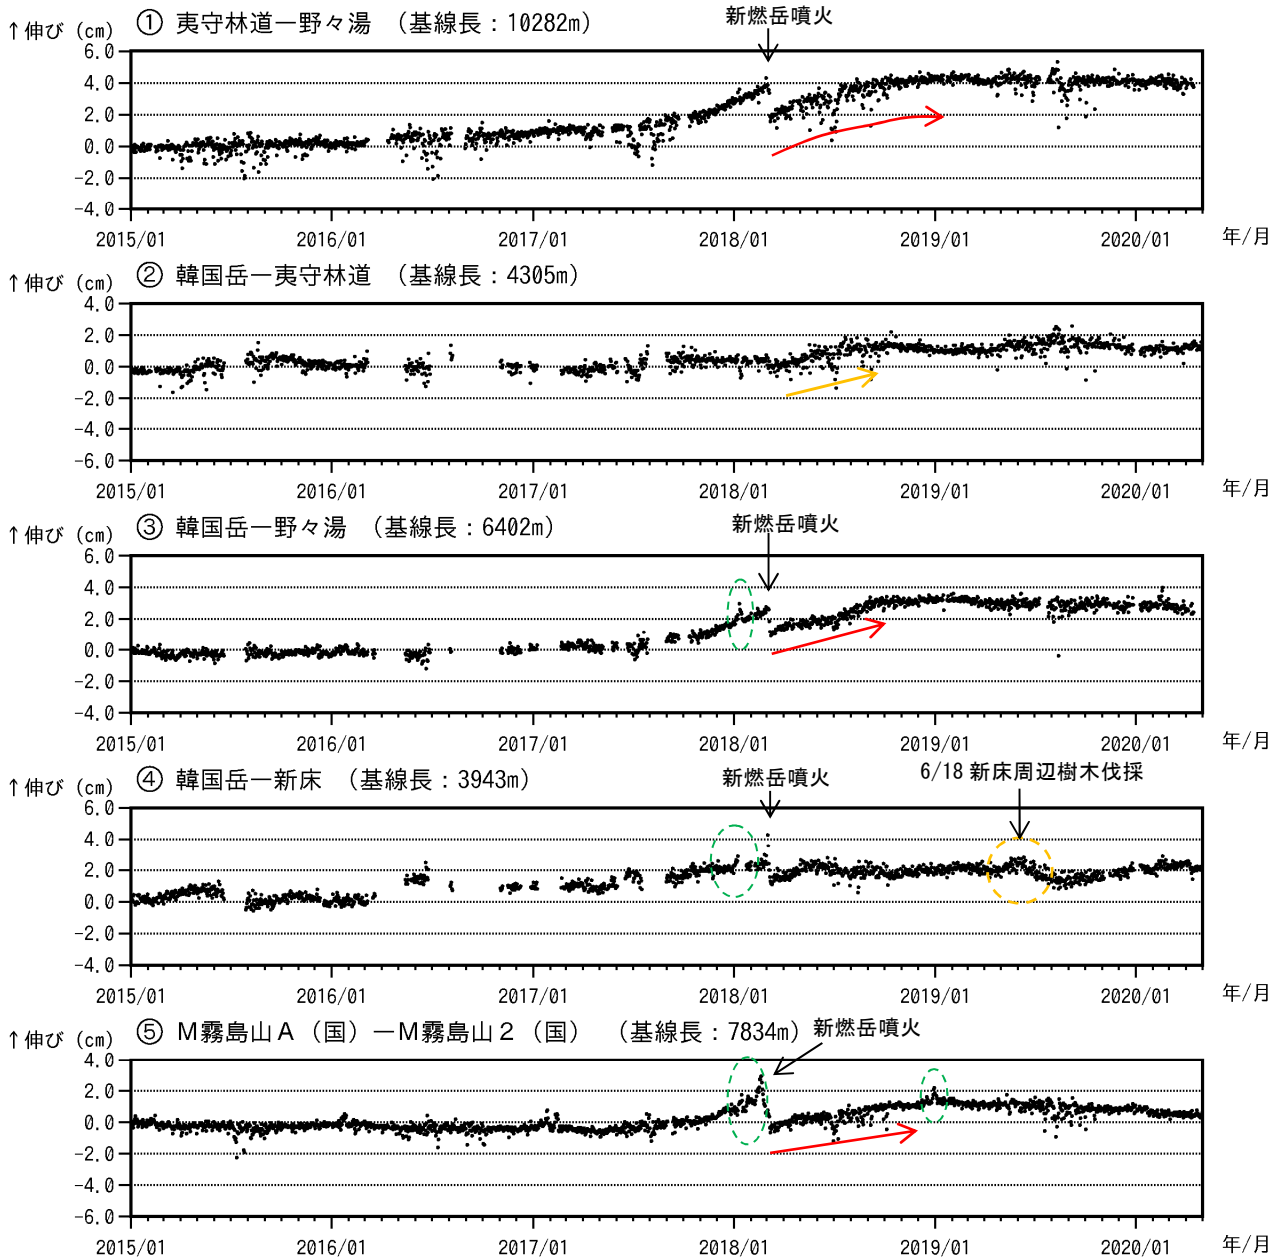 新燃岳噴火
↑伸び (cm) ① 夷守林道－野々湯 (基線長：10282m)
6.0
4.0
2.0
0.0
-2.0
-4.0
2015/01 2016/01 2017/01 2018/01 2019/01 2020/01 年/月
↑伸び (cm) ② 韓国岳－夷守林道 (基線長：4305m)
4.0
2.0
0.0
-2.0
-4.0
-6.0
2015/01 2016/01 2017/01 2018/01 2019/01 2020/01 年/月
↑伸び (cm) ③ 韓国岳－野々湯 (基線長：6402m) 新燃岳噴火
6.0
4.0
2.0
0.0
-2.0
-4.0
2015/01 2016/01 2017/01 2018/01 2019/01 2020/01 年/月
↑伸び (cm) ④ 韓国岳－新床 (基線長：3943m) 新燃岳噴火 6/18 新床周辺樹木伐採
6.0
4.0
2.0
0.0
-2.0
-4.0
2015/01 2016/01 2017/01 2018/01 2019/01 2020/01 年/月
↑伸び (cm) ⑤ M霧島山A（国）－M霧島山2（国） (基線長：7834m) 新燃岳噴火
4.0
2.0
0.0
-2.0
-4.0
-6.0
2015/01 2016/01 2017/01 2018/01 2019/01 2020/01 年/月